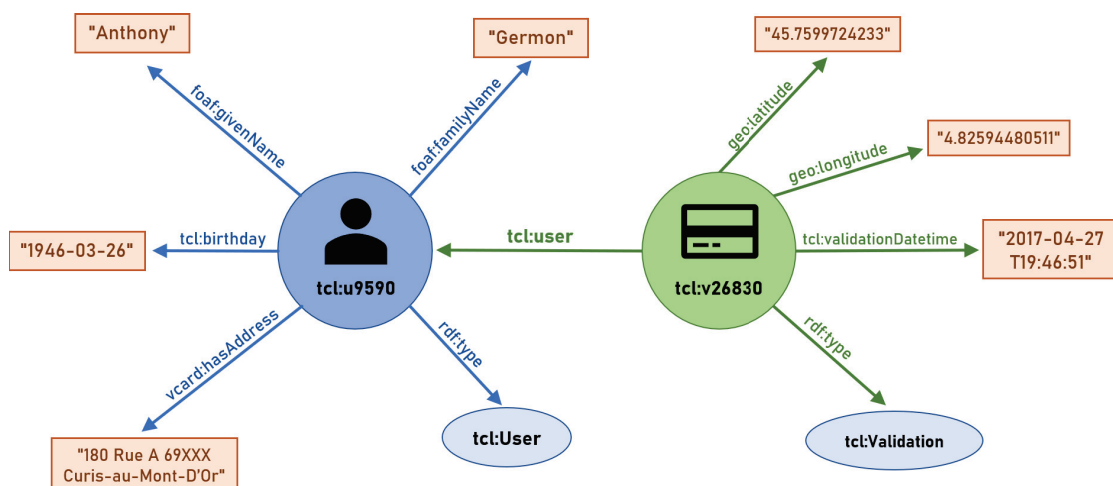 "Anthony"
"Germon"
"45.7599724233"
foaf:givenName
foaf:familyName
geo:latitude
geo:longitude
"4.82594480511"
"1946-03-26"
tcl:birthday
tcl:user
tcl:validationDatetime
"2017-04-27
T19:46:51"
tcl:u9590
tcl:v26830
vcard:hasAddress
rdf:type
rdf:type
"180 Rue A 69XXX
Curis-au-Mont-D'Or"
tcl:User
tcl:Validation